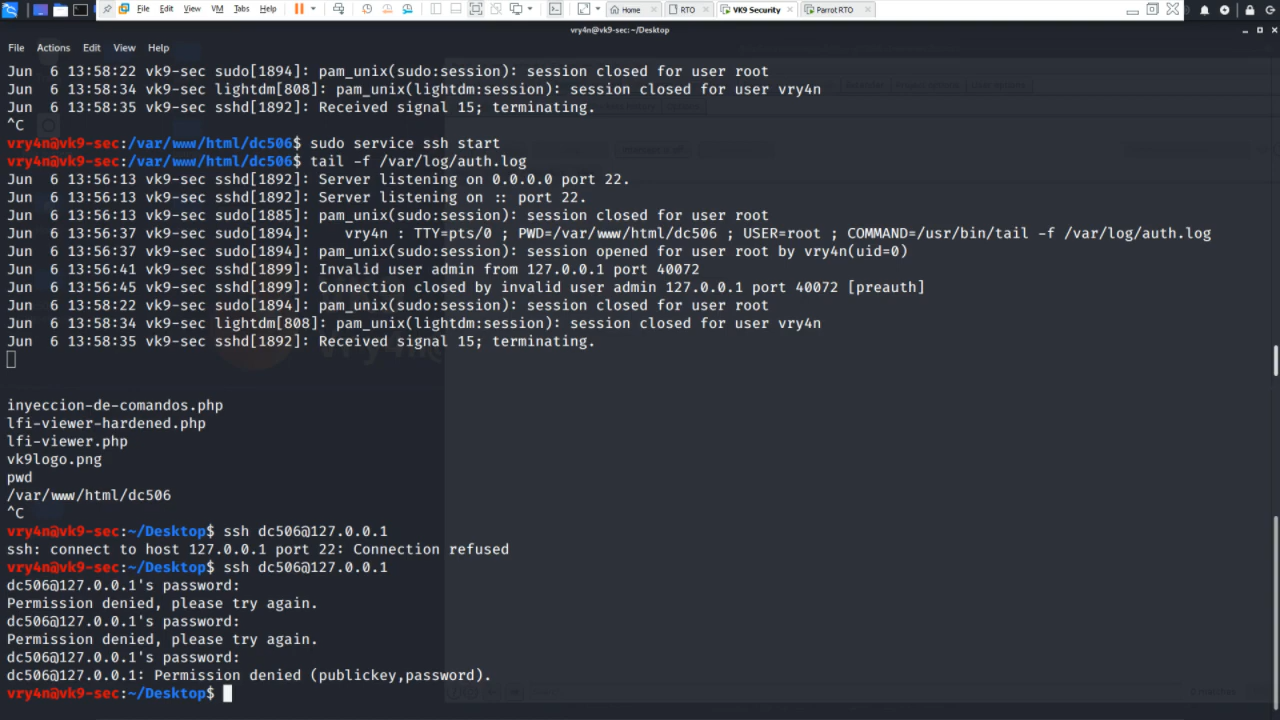 File Edit View VM Tabs Help Home RTO VK9 Security Parrot RTO
vry4n@vk9-sec: ~/Desktop
File Actions Edit View Help
Jun  6 13:58:22 vk9-sec sudo[1894]: pam_unix(sudo:session): session closed for user root
Jun  6 13:58:34 vk9-sec lightdm[808]: pam_unix(lightdm:session): session closed for user vry4n
Jun  6 13:58:35 vk9-sec sshd[1892]: Received signal 15; terminating.
^C
vry4n@vk9-sec:/var/www/html/dc506$ sudo service ssh start
vry4n@vk9-sec:/var/www/html/dc506$ tail -f /var/log/auth.log
Jun  6 13:56:13 vk9-sec sshd[1892]: Server listening on 0.0.0.0 port 22.
Jun  6 13:56:13 vk9-sec sshd[1892]: Server listening on :: port 22.
Jun  6 13:56:13 vk9-sec sudo[1885]: pam_unix(sudo:session): session closed for user root
Jun  6 13:56:37 vk9-sec sudo[1894]:    vry4n : TTY=pts/0 ; PWD=/var/www/html/dc506 ; USER=root ; COMMAND=/usr/bin/tail -f /var/log/auth.log
Jun  6 13:56:37 vk9-sec sudo[1894]: pam_unix(sudo:session): session opened for user root by vry4n(uid=0)
Jun  6 13:56:41 vk9-sec sshd[1899]: Invalid user admin from 127.0.0.1 port 40072
Jun  6 13:56:45 vk9-sec sshd[1899]: Connection closed by invalid user admin 127.0.0.1 port 40072 [preauth]
Jun  6 13:58:22 vk9-sec sudo[1894]: pam_unix(sudo:session): session closed for user root
Jun  6 13:58:34 vk9-sec lightdm[808]: pam_unix(lightdm:session): session closed for user vry4n
Jun  6 13:58:35 vk9-sec sshd[1892]: Received signal 15; terminating.
inyeccion-de-comandos.php
lfi-viewer-hardened.php
lfi-viewer.php
vk9logo.png
pwd
/var/www/html/dc506
^C
vry4n@vk9-sec:~/Desktop$ ssh dc506@127.0.0.1
ssh: connect to host 127.0.0.1 port 22: Connection refused
vry4n@vk9-sec:~/Desktop$ ssh dc506@127.0.0.1
dc506@127.0.0.1's password:
Permission denied, please try again.
dc506@127.0.0.1's password:
Permission denied, please try again.
dc506@127.0.0.1's password:
dc506@127.0.0.1: Permission denied (publickey,password).
vry4n@vk9-sec:~/Desktop$